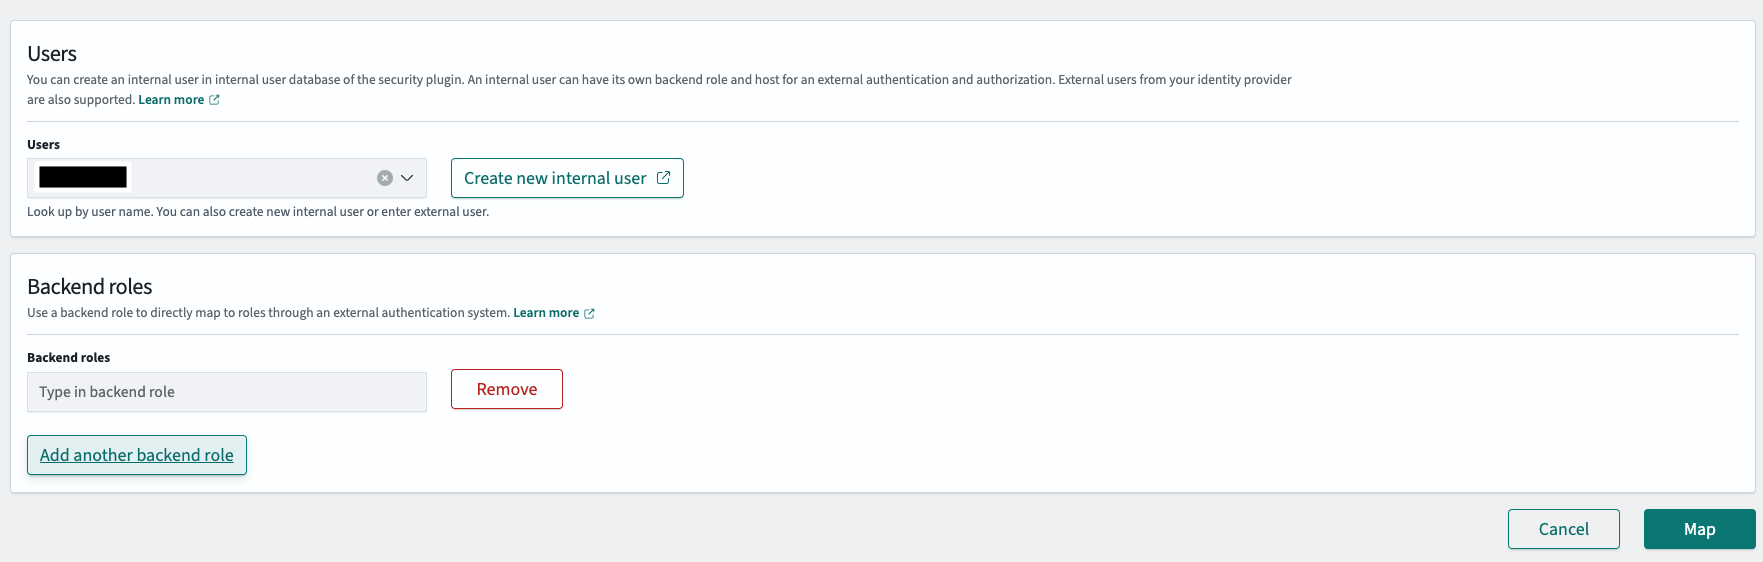 Users
You can create an internal user in internal user database of the security plugin. An internal user can have its own backend role and host for an external authentication and authorization. External users from your identity provider
are also supported. Learn more
Users
Create new internal user
Look up by user name. You can also create new internal user or enter external user.
Backend roles
Use a backend role to directly map to roles through an external authentication system. Learn more
Backend roles
Type in backend role
Remove
Add another backend role
Cancel
Map